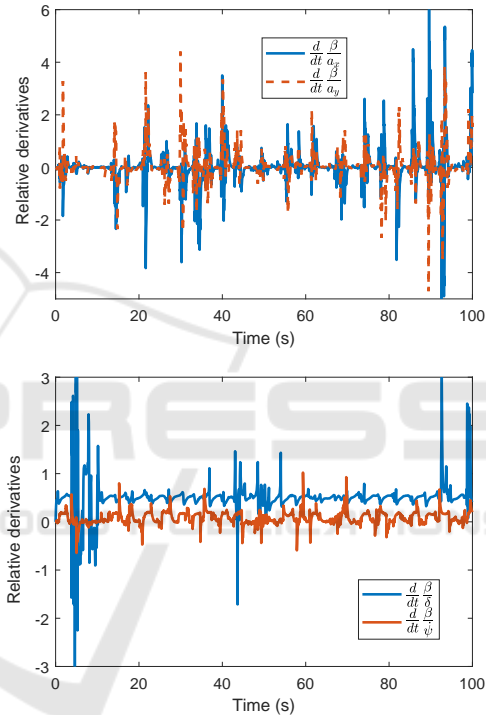 6
4
2
0
-2
-4
Relative derivatives
d/dt β/a_x
d/dt β/a_y
0 20 40 60 80 100
Time (s)
3
2
1
0
-1
-2
-3
Relative derivatives
d/dt β/δ
d/dt β/ψ̇
0 20 40 60 80 100
Time (s)
PRESS